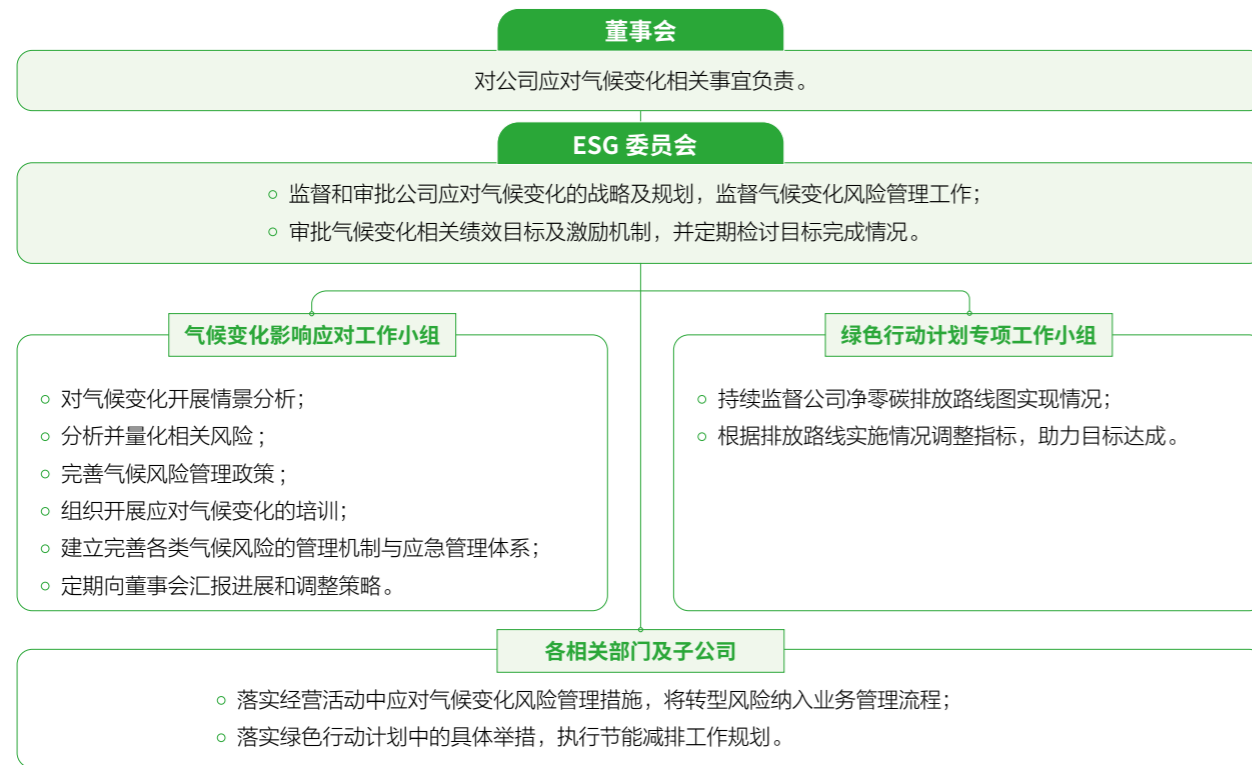 董事会
对公司应对气候变化相关事宜负责。
ESG 委员会
监督和审批公司应对气候变化的战略及规划，监督气候变化风险管理工作；
审批气候变化相关绩效目标及激励机制，并定期检讨目标完成情况。
气候变化影响应对工作小组
对气候变化开展情景分析；
分析并量化相关风险；
完善气候风险管理政策；
组织开展应对气候变化的培训；
建立完善各类气候风险的管理机制与应急管理体系；
定期向董事会汇报进展和调整策略。
绿色行动计划专项工作小组
持续监督公司净零碳排放路线图实现情况；
根据排放路线实施情况调整指标，助力目标达成。
各相关部门及子公司
落实经营活动中应对气候变化风险管理措施，将转型风险纳入业务管理流程；
落实绿色行动计划中的具体举措，执行节能减排工作规划。